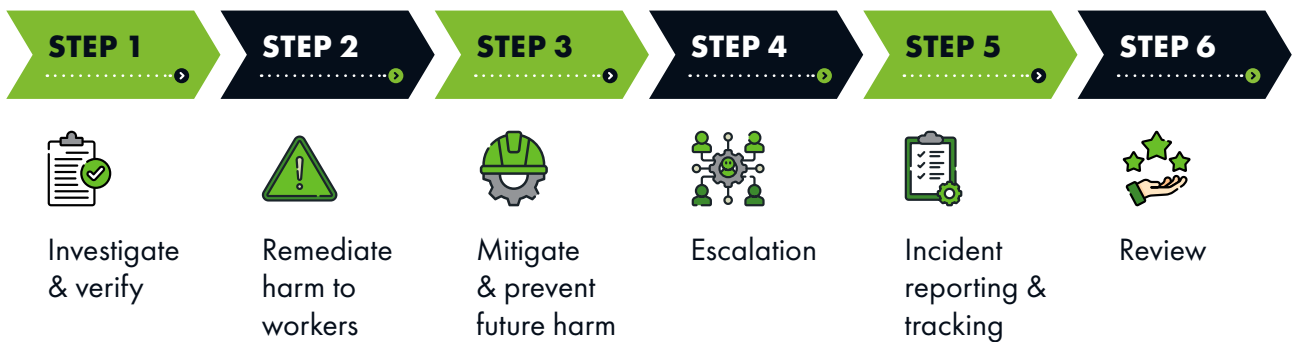 STEP 1
STEP 2
STEP 3
STEP 4
STEP 5
STEP 6
Investigate
& verify
Remediate
harm to
workers
Mitigate
& prevent
future harm
Escalation
Incident
reporting &
tracking
Review